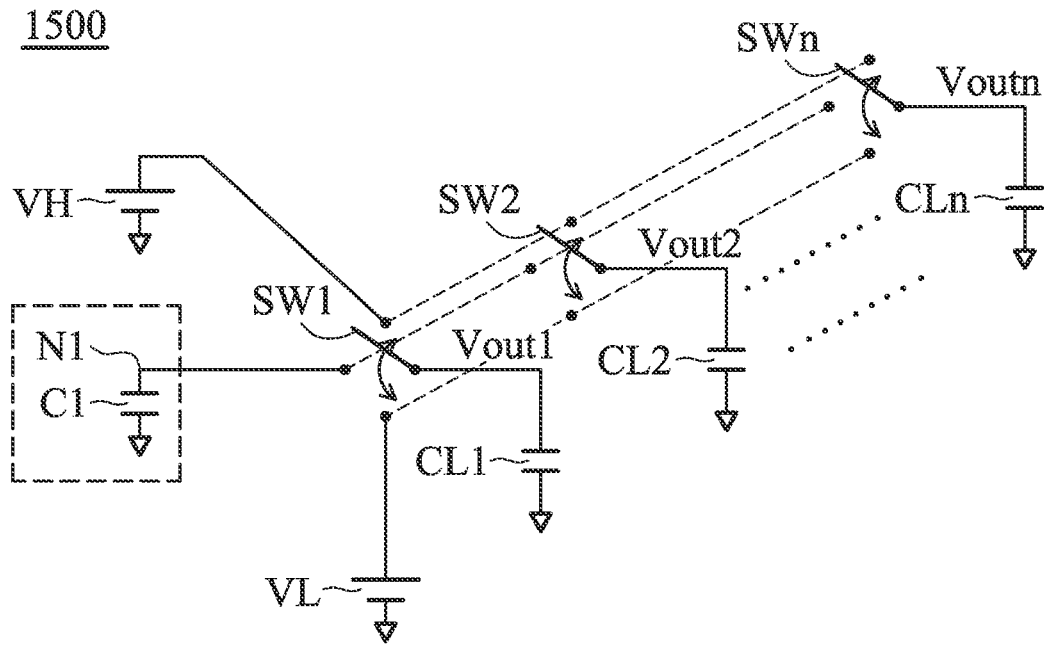 1500
SWn
Voutn
VH
CLn
SW2
Vout2
SW1
N1
Vout1
CL2
C1
CL1
VL